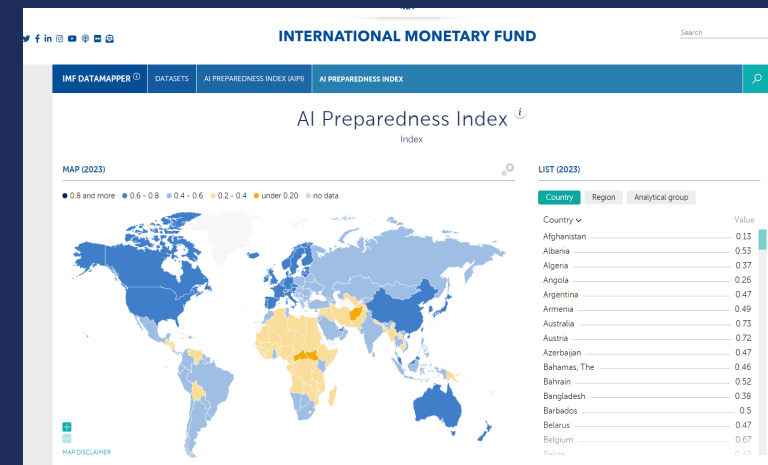 INTERNATIONAL MONETARY FUND
Search
IMF DATAMAPPER
DATASETS
AI PREPAREDNESS INDEX (AIPI)
AI PREPAREDNESS INDEX
AI Preparedness Index
Index
MAP (2023)
0.8 and more
0.6 - 0.8
0.4 - 0.6
0.2 - 0.4
under 0.20
no data
MAP DISCLAIMER
LIST (2023)
Country
Region
Analytical group
Country Value
Afghanistan 0.13
Albania 0.53
Algeria 0.37
Angola 0.26
Argentina 0.47
Armenia 0.49
Australia 0.73
Austria 0.72
Azerbaijan 0.47
Bahamas, The 0.46
Bahrain 0.52
Bangladesh 0.38
Barbados 0.5
Belarus 0.47
Belgium 0.67